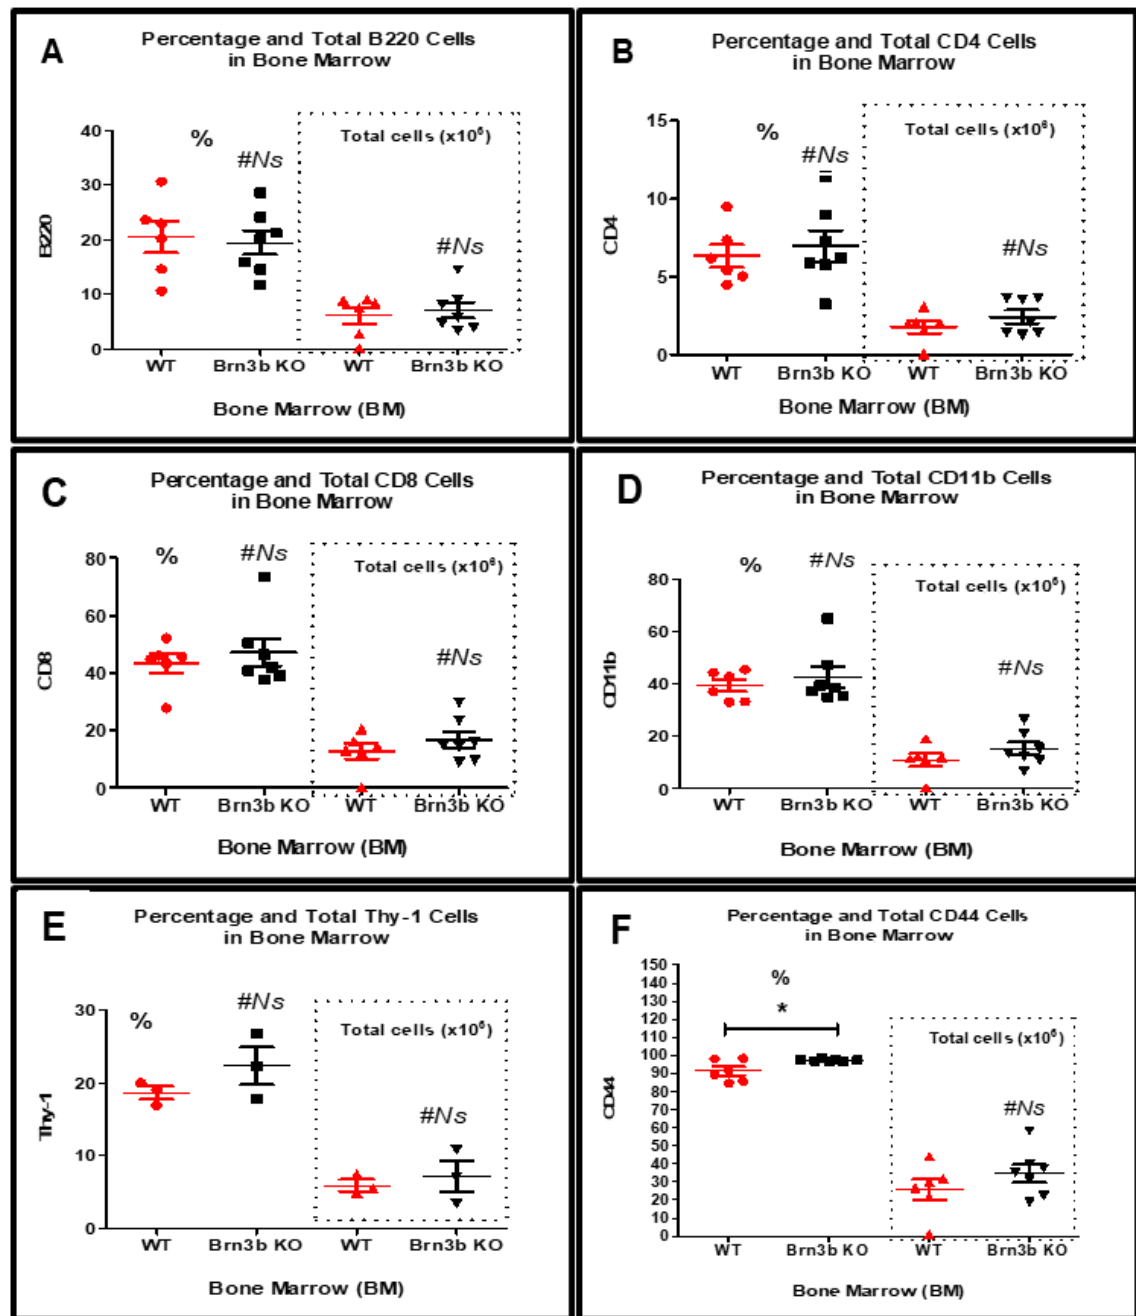 A
Percentage and Total B220 Cells
in Bone Marrow
B220
40
30
20
10
0
%
#Ns
Total cells (x10⁶)
#Ns
WT
Brn3b KO
WT
Brn3b KO
Bone Marrow (BM)
B
Percentage and Total CD4 Cells
in Bone Marrow
CD4
15
10
5
0
%
#Ns
Total cells (x10⁶)
#Ns
WT
Brn3b KO
WT
Brn3b KO
Bone Marrow (BM)
C
Percentage and Total CD8 Cells
in Bone Marrow
CD8
80
60
40
20
0
%
#Ns
Total cells (x10⁶)
#Ns
WT
Brn3b KO
WT
Brn3b KO
Bone Marrow (BM)
D
Percentage and Total CD11b Cells
in Bone Marrow
CD11b
80
60
40
20
0
%
#Ns
Total cells (x10⁶)
#Ns
WT
Brn3b KO
WT
Brn3b KO
Bone Marrow (BM)
E
Percentage and Total Thy-1 Cells
in Bone Marrow
Thy-1
30
20
10
0
%
#Ns
Total cells (x10⁶)
#Ns
WT
Brn3b KO
WT
Brn3b KO
Bone Marrow (BM)
F
Percentage and Total CD44 Cells
in Bone Marrow
CD44
150
140
130
120
110
100
90
80
70
60
50
40
30
20
10
0
%
*
Total cells (x10⁶)
#Ns
WT
Brn3b KO
WT
Brn3b KO
Bone Marrow (BM)